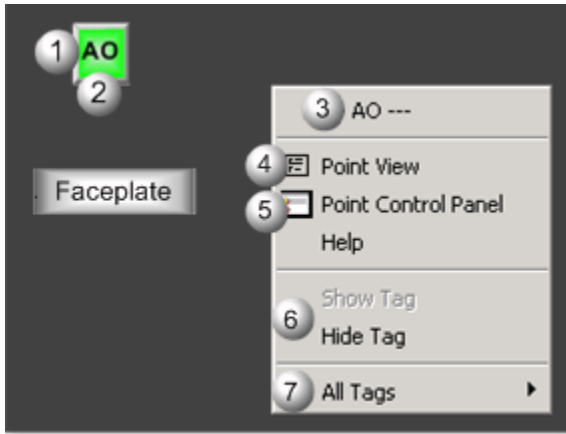 1 AO
2
3 AO ---
4 Point View
Faceplate
5 Point Control Panel
Help
Show Tag
6
Hide Tag
7 All Tags